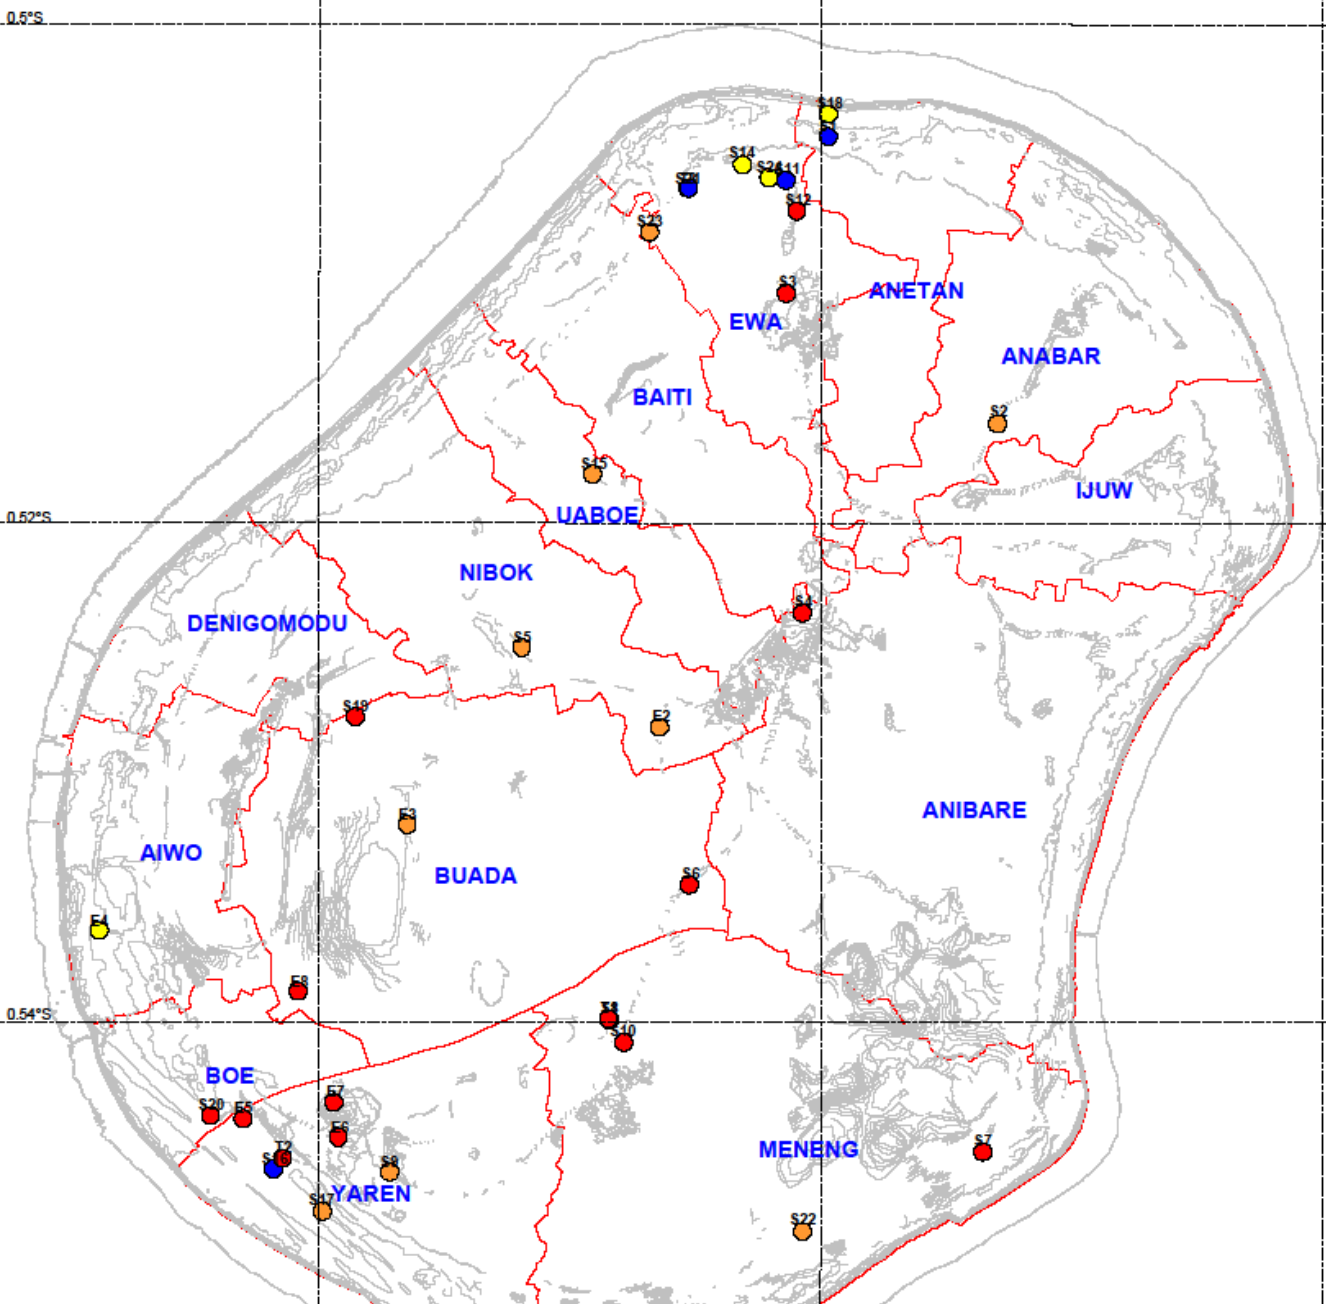 0.5°S
S18
S1
S14
S11
S12
S23
S3
ANETAN
EWA
ANABAR
BAITI
S2
S15
IJUW
UABOE
0.52°S
NIBOK
S4
DENIGOMODU
S5
S19
E2
ANIBARE
E3
AIWO
BUADA
S6
E4
E8
0.54°S
S10
BOE
E7
S20
E5
E6
MENENG
S7
T2
S8
YAREN
S17
S22